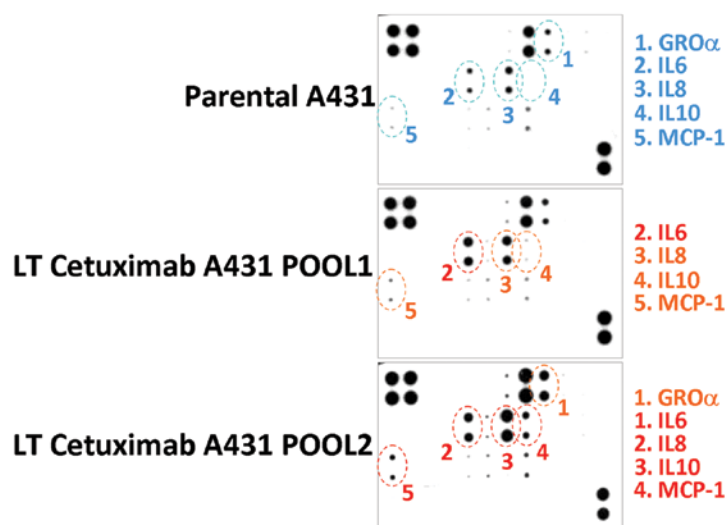 1
1. GROα
2. IL6
Parental A431
2
3
4
3. IL8
4. IL10
5
5. MCP-1
2. IL6
LT Cetuximab A431 POOL1
2
3
4
3. IL8
4. IL10
5
5. MCP-1
1
1. GROα
1. IL6
LT Cetuximab A431 POOL2
2
3
4
2. IL8
3. IL10
5
4. MCP-1